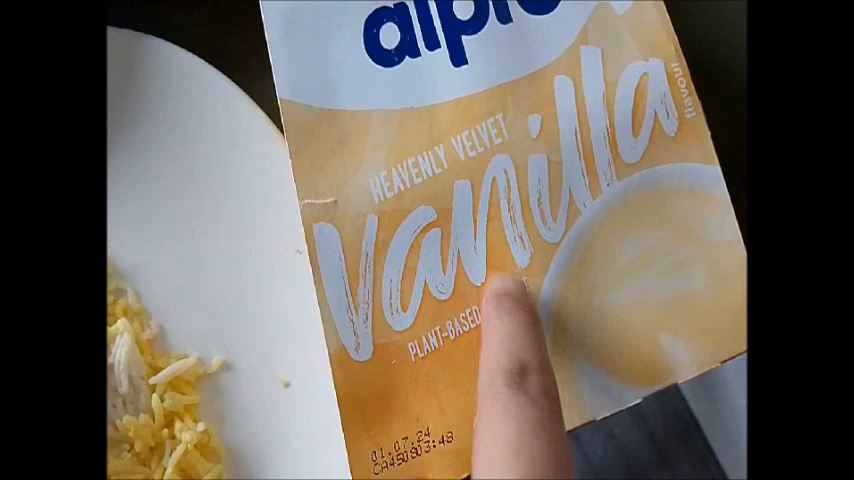 alpro
HEAVENLY VELVET
vanilla
flavour
PLANT-BASED
01.07.24
CA450803:48